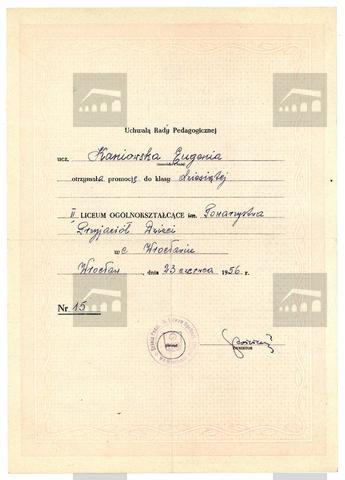 Uchwałą Rady Pedagogicznej
ucz. Kaniowska Eugenia
otrzymała promocję do klasy dziesiątej
II LICEUM OGÓLNOKSZTAŁCĄCE im. Towarzystwa
Przyjaciół Dzieci
we Wrocławiu
Wrocław, dnia 23 czerwca 1956 r.
Nr 15
DYREKTOR